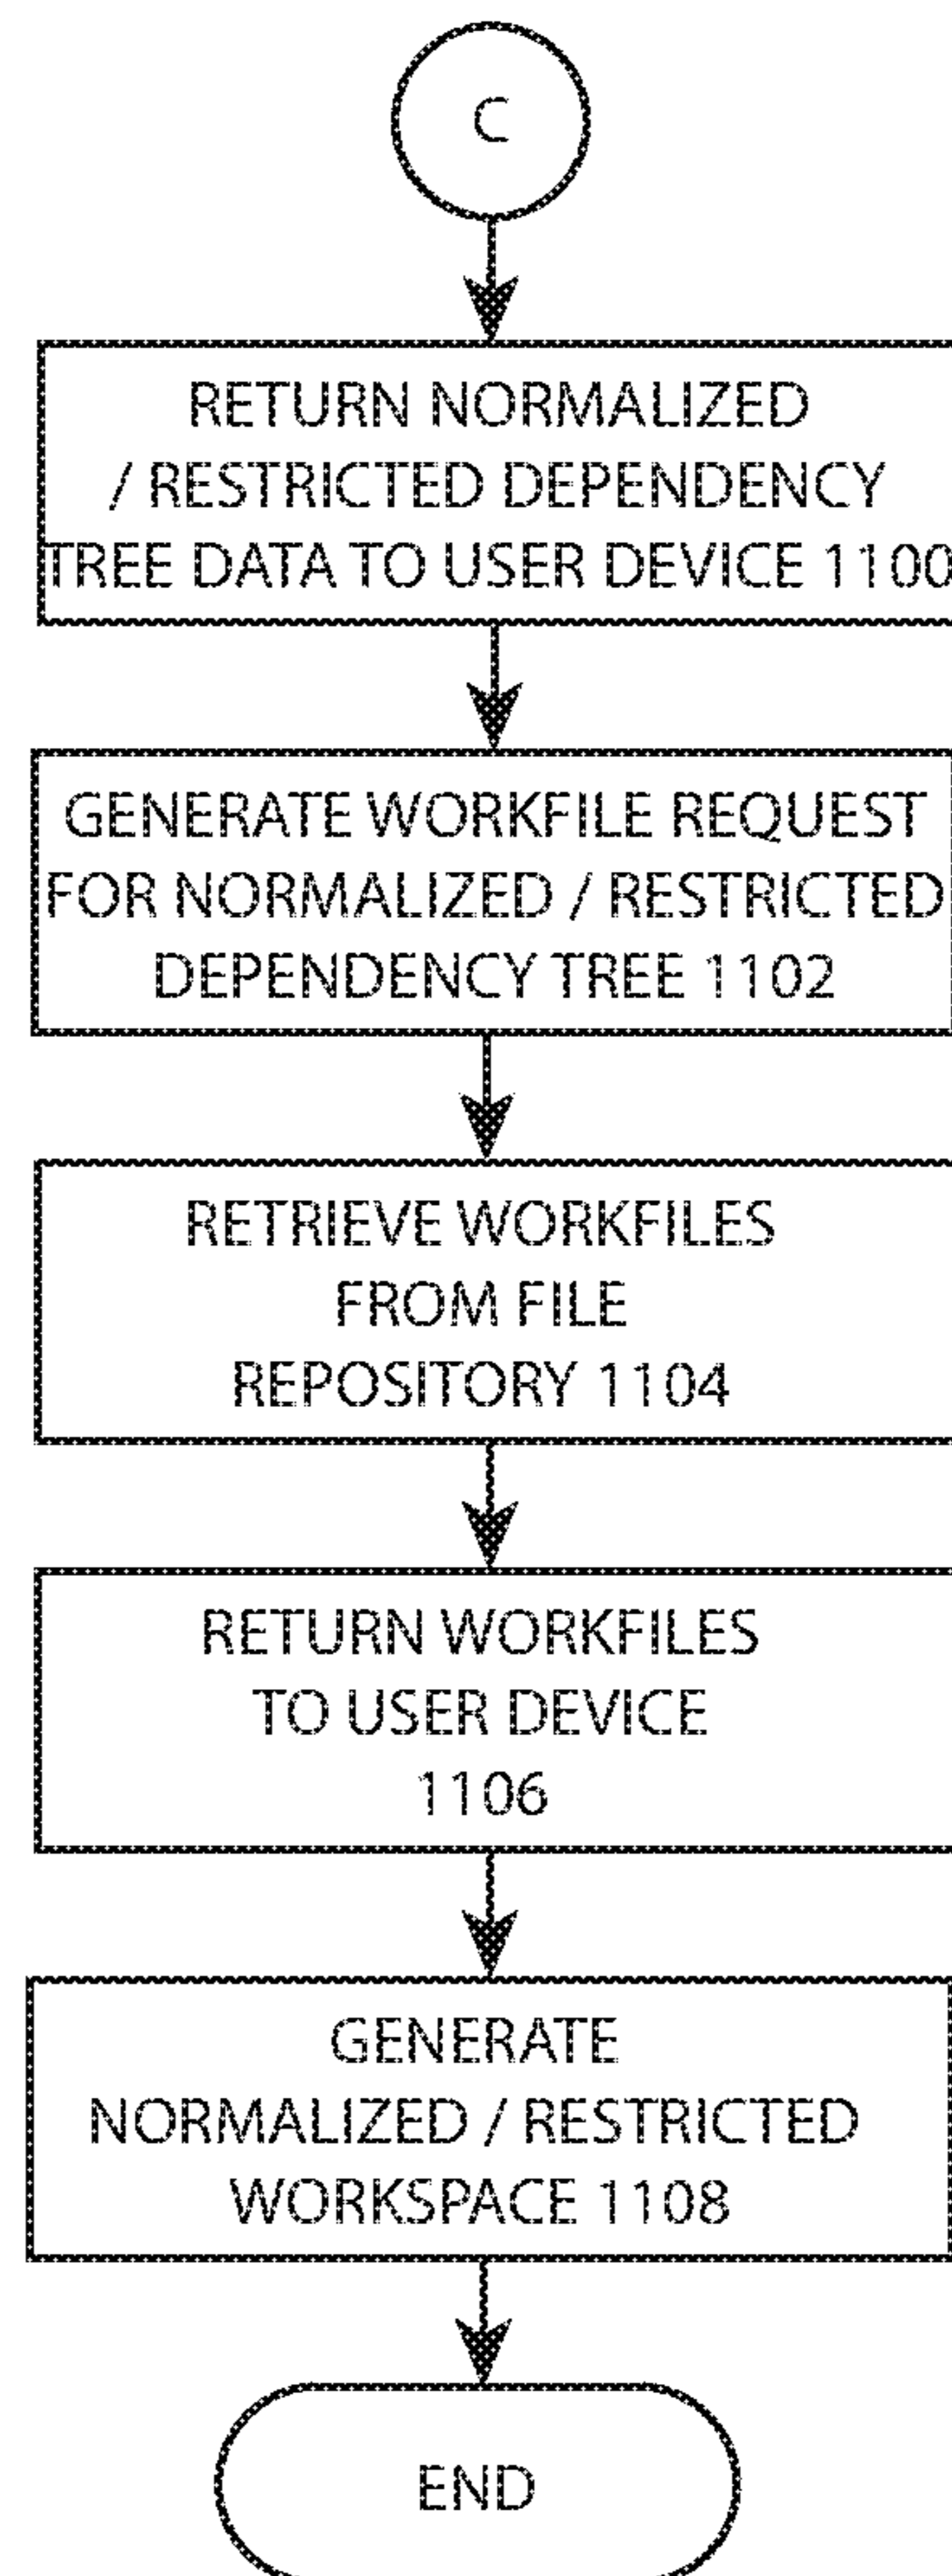 C
RETURN NORMALIZED
/ RESTRICTED DEPENDENCY
TREE DATA TO USER DEVICE 1100
GENERATE WORKFILE REQUEST
FOR NORMALIZED / RESTRICTED
DEPENDENCY TREE 1102
RETRIEVE WORKFILES
FROM FILE
REPOSITORY 1104
RETURN WORKFILES
TO USER DEVICE
1106
GENERATE
NORMALIZED / RESTRICTED
WORKSPACE 1108
END